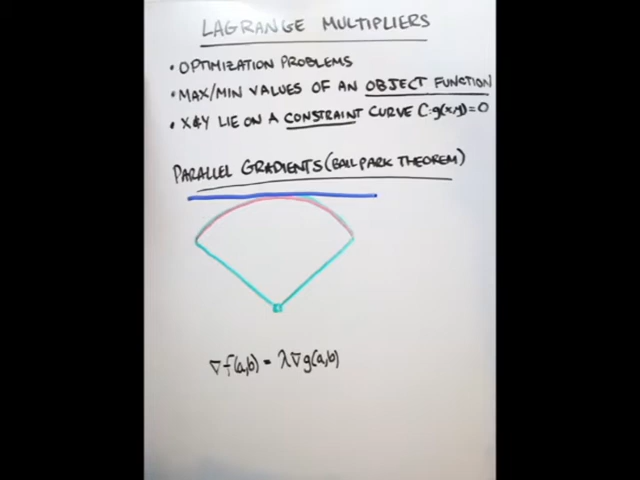 LAGRANGE MULTIPLIERS
• OPTIMIZATION PROBLEMS
• MAX/MIN VALUES OF AN OBJECT FUNCTION
• X&Y LIE ON A CONSTRAINT CURVE C:g(x,y)=0
PARALLEL GRADIENTS (BALL PARK THEOREM)
∇f(a,b) = λ∇g(a,b)